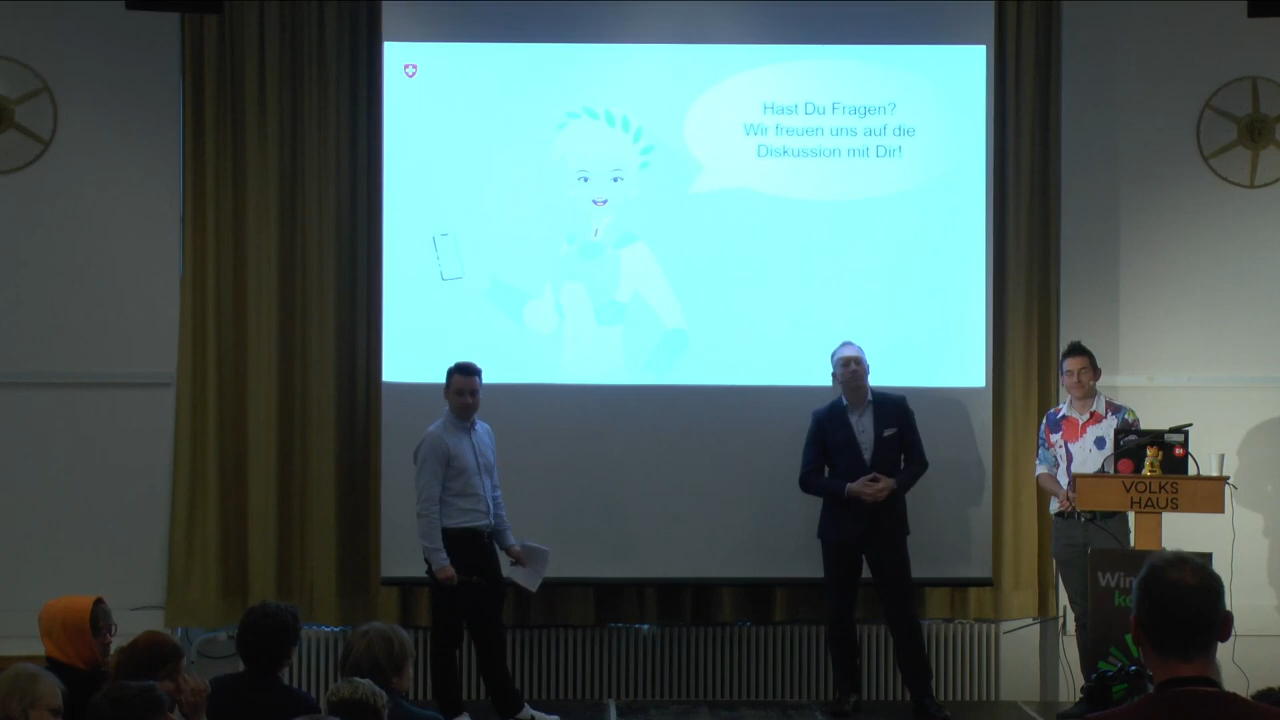 Hast Du Fragen?
Wir freuen uns auf die
Diskussion mit Dir!
VOLKS
HAUS